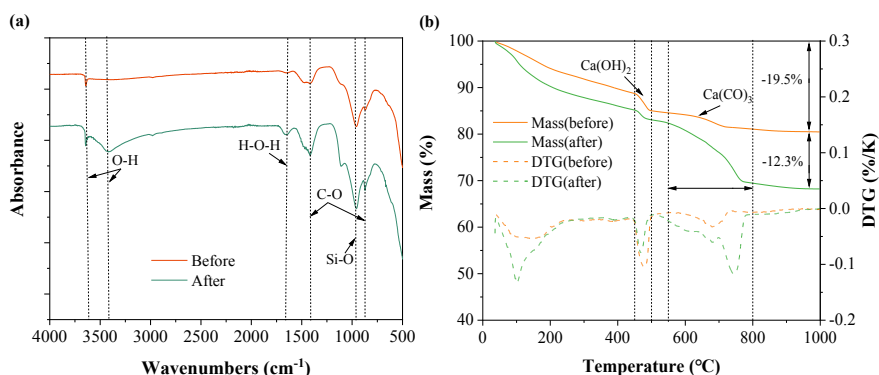 (a)
Absorbance
O-H
H-O-H
C-O
Si-O
Before
After
4000 3500 3000 2500 2000 1500 1000 500
Wavenumbers (cm⁻¹)
(b)
Mass (%)
100
90
80
70
60
50
40
Ca(OH)₂
Ca(CO)₃
-19.5%
-12.3%
Mass(before)
Mass(after)
DTG(before)
DTG(after)
0.3
0.2
0.1
0.0
-0.1
-0.2
DTG (%/K)
0 200 400 600 800 1000
Temperature (℃)